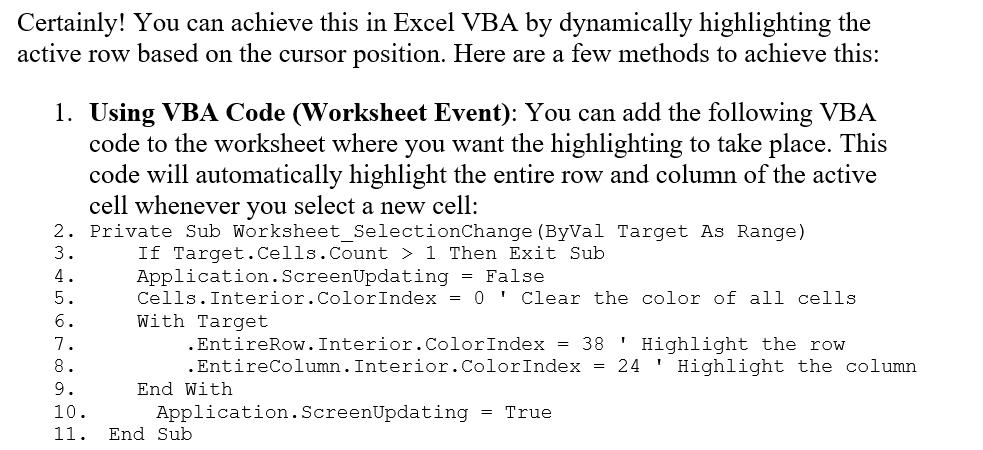 Certainly! You can achieve this in Excel VBA by dynamically highlighting the
active row based on the cursor position. Here are a few methods to achieve this:
1. Using VBA Code (Worksheet Event): You can add the following VBA
code to the worksheet where you want the highlighting to take place. This
code will automatically highlight the entire row and column of the active
cell whenever you select a new cell:
2. Private Sub Worksheet_SelectionChange(ByVal Target As Range)
3. If Target.Cells.Count > 1 Then Exit Sub
4. Application.ScreenUpdating = False
5. Cells.Interior.ColorIndex = 0 ' Clear the color of all cells
6. With Target
7. .EntireRow.Interior.ColorIndex = 38 ' Highlight the row
8. .EntireColumn.Interior.ColorIndex = 24 ' Highlight the column
9. End With
10. Application.ScreenUpdating = True
11. End Sub